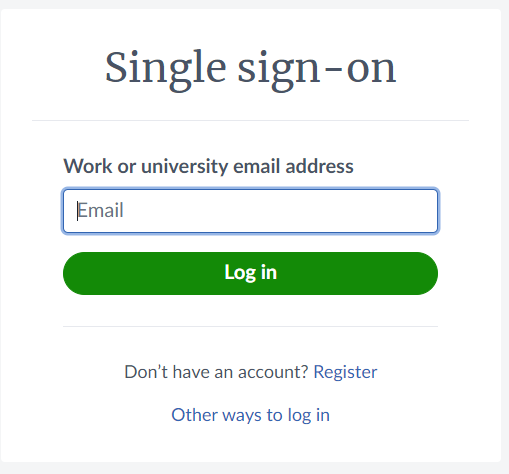 Single sign-on
Work or university email address
Email
Log in
Don't have an account? Register
Other ways to log in